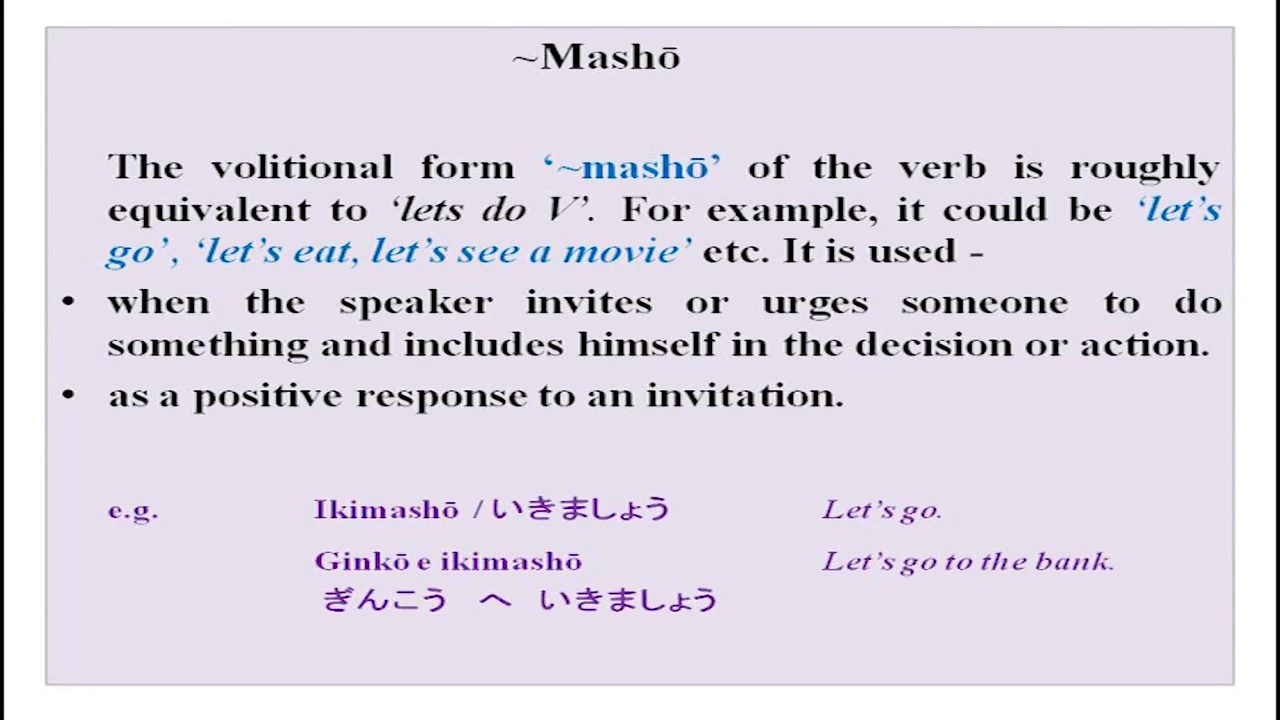 ~Mashō
The volitional form ‘~mashō’ of the verb is roughly
equivalent to ‘lets do V’. For example, it could be ‘let’s
go’, ‘let’s eat, let’s see a movie’ etc. It is used -
• when the speaker invites or urges someone to do
something and includes himself in the decision or action.
• as a positive response to an invitation.
e.g. Ikimashō / いきましょう Let’s go.
Ginkō e ikimashō Let’s go to the bank.
ぎんこう へ いきましょう